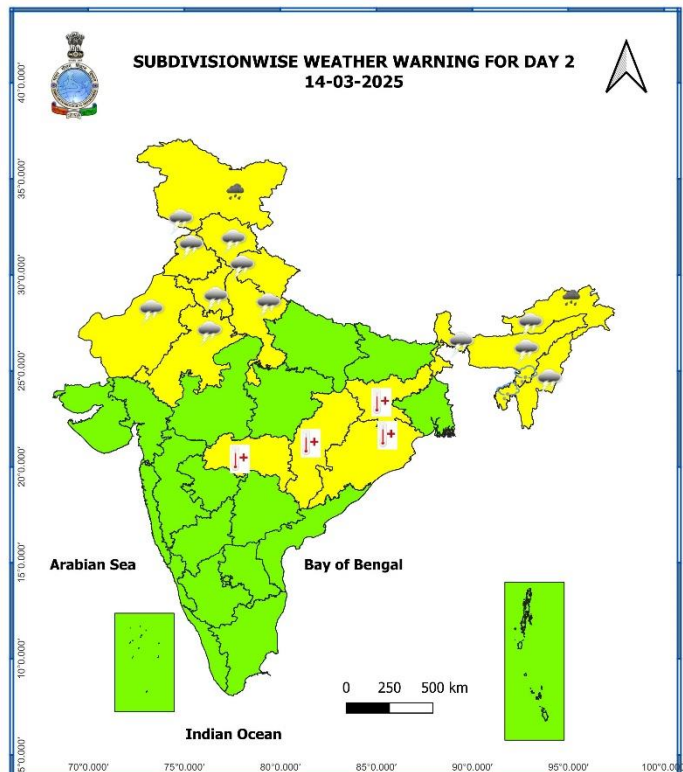 SUBDIVISIONWISE WEATHER WARNING FOR DAY 2
14-03-2025
40°0.000'
35°0.000'
30°0.000'
25°0.000'
20°0.000'
15°0.000'
10°0.000'
5°0.000'
Arabian Sea
Bay of Bengal
0 250 500 km
Indian Ocean
70°0.000' 75°0.000' 80°0.000' 85°0.000' 90°0.000' 95°0.000' 100°0.000'